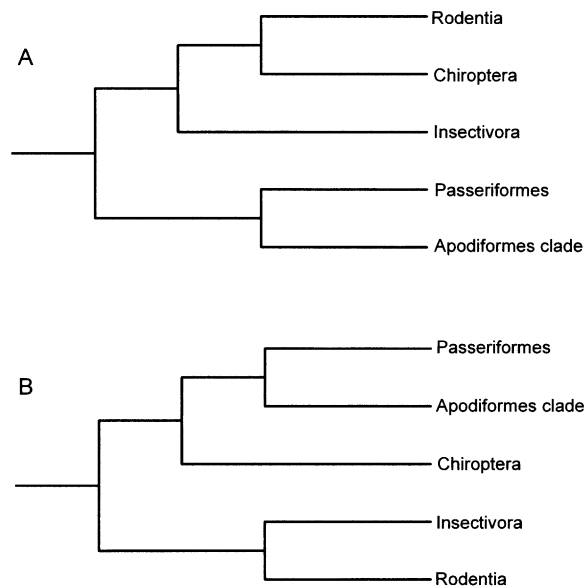 Rodentia
A
Chiroptera
Insectivora
Passeriformes
Apodiformes clade
Passeriformes
B
Apodiformes clade
Chiroptera
Insectivora
Rodentia